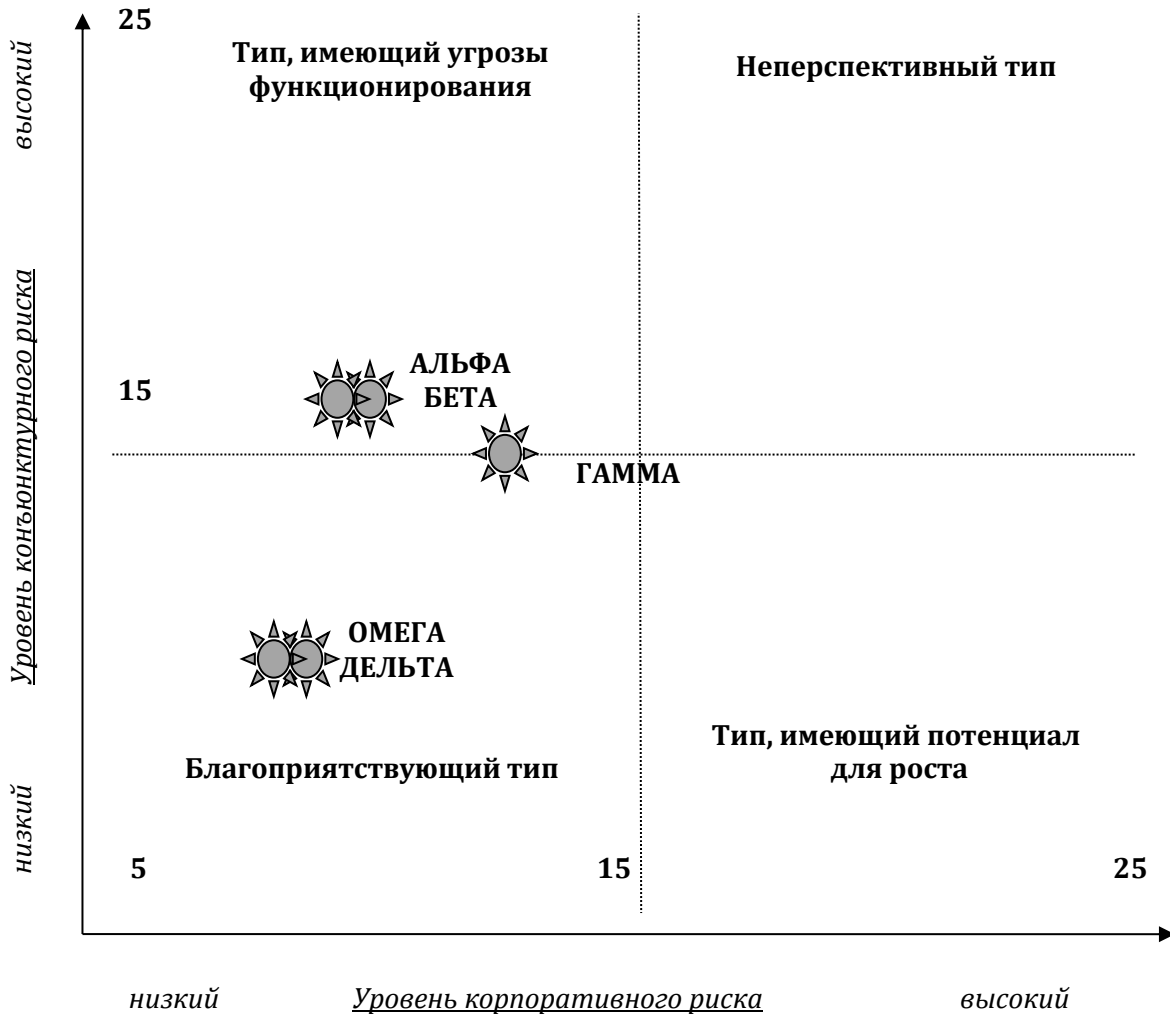 25
Тип, имеющий угрозы
функционирования
Неперспективный тип
высокий
Уровень конъюнктурного риска
низкий
15
АЛЬФА
БЕТА
ГАММА
ОМЕГА
ДЕЛЬТА
Благоприятствующий тип
Тип, имеющий потенциал
для роста
5
15
25
низкий
Уровень корпоративного риска
высокий